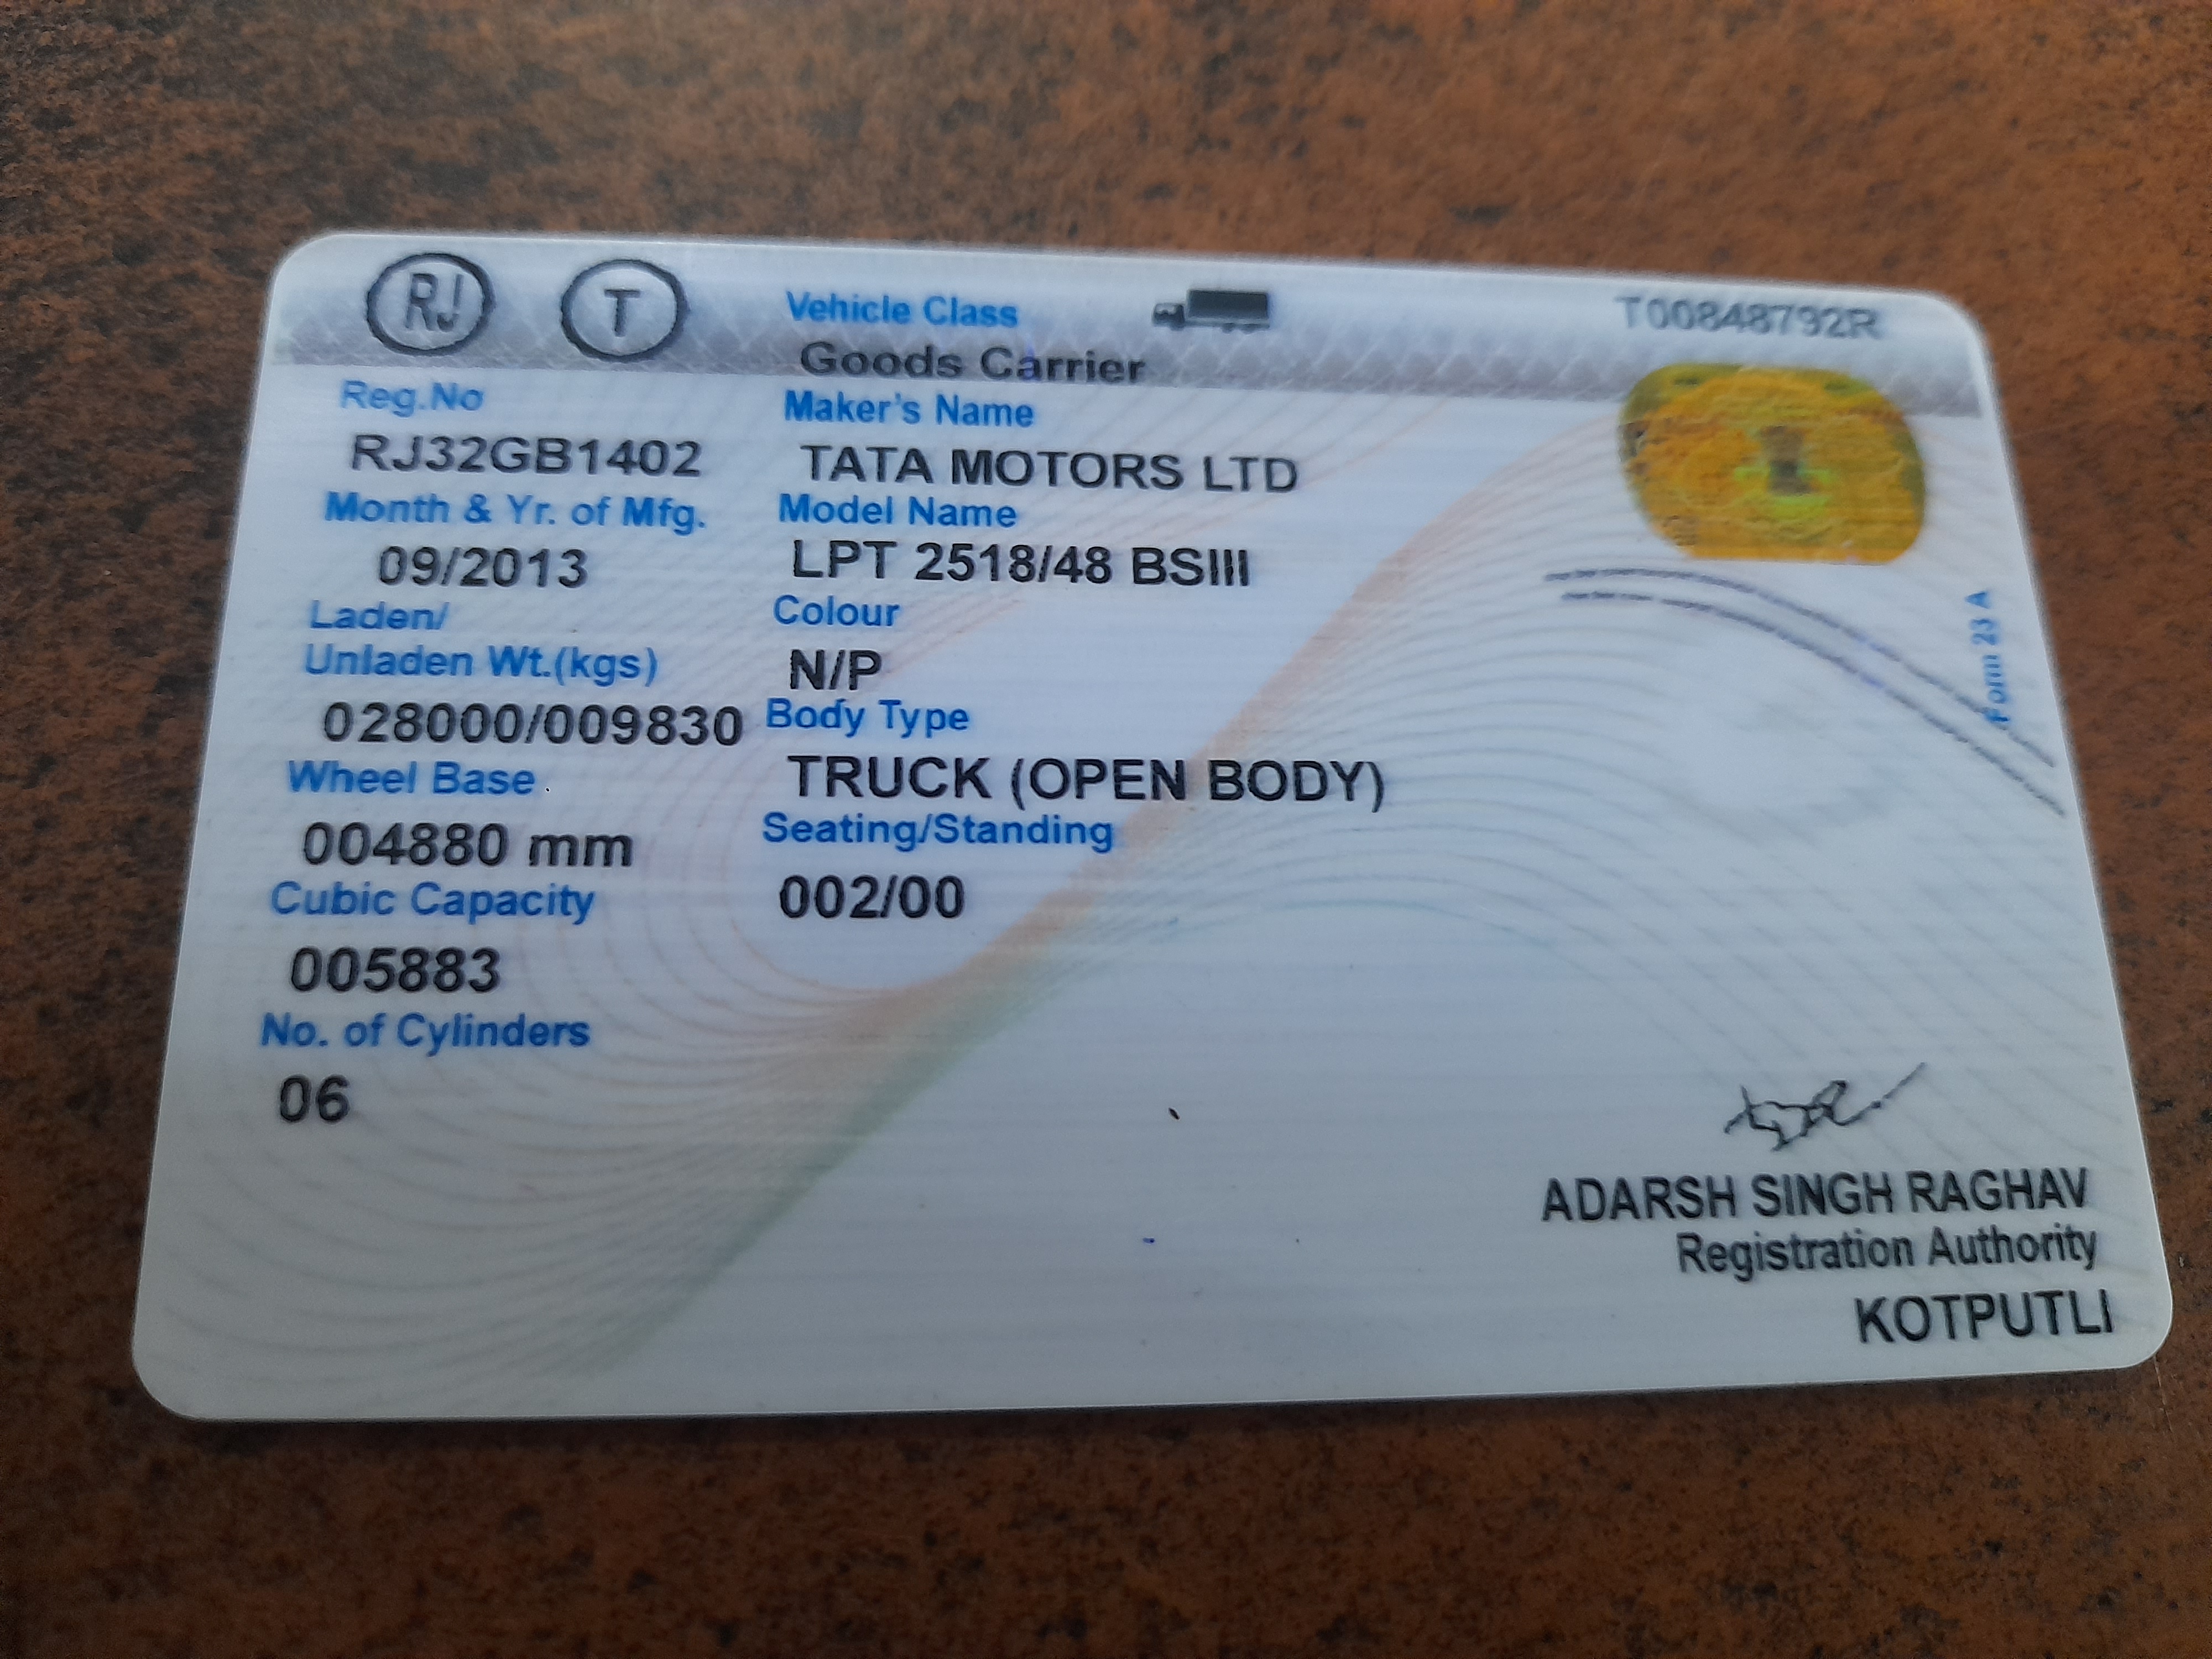 RJ T
T00848792R
Vehicle Class
Goods Carrier
Reg.No
RJ32GB1402
Month & Yr. of Mfg.
09/2013
Laden/
Unladen Wt.(kgs)
028000/009830
Wheel Base
004880 mm
Cubic Capacity
005883
No. of Cylinders
06
Maker's Name
TATA MOTORS LTD
Model Name
LPT 2518/48 BSIII
Colour
N/P
Body Type
TRUCK (OPEN BODY)
Seating/Standing
002/00
Form 23 A
ADARSH SINGH RAGHAV
Registration Authority
KOTPUTLI